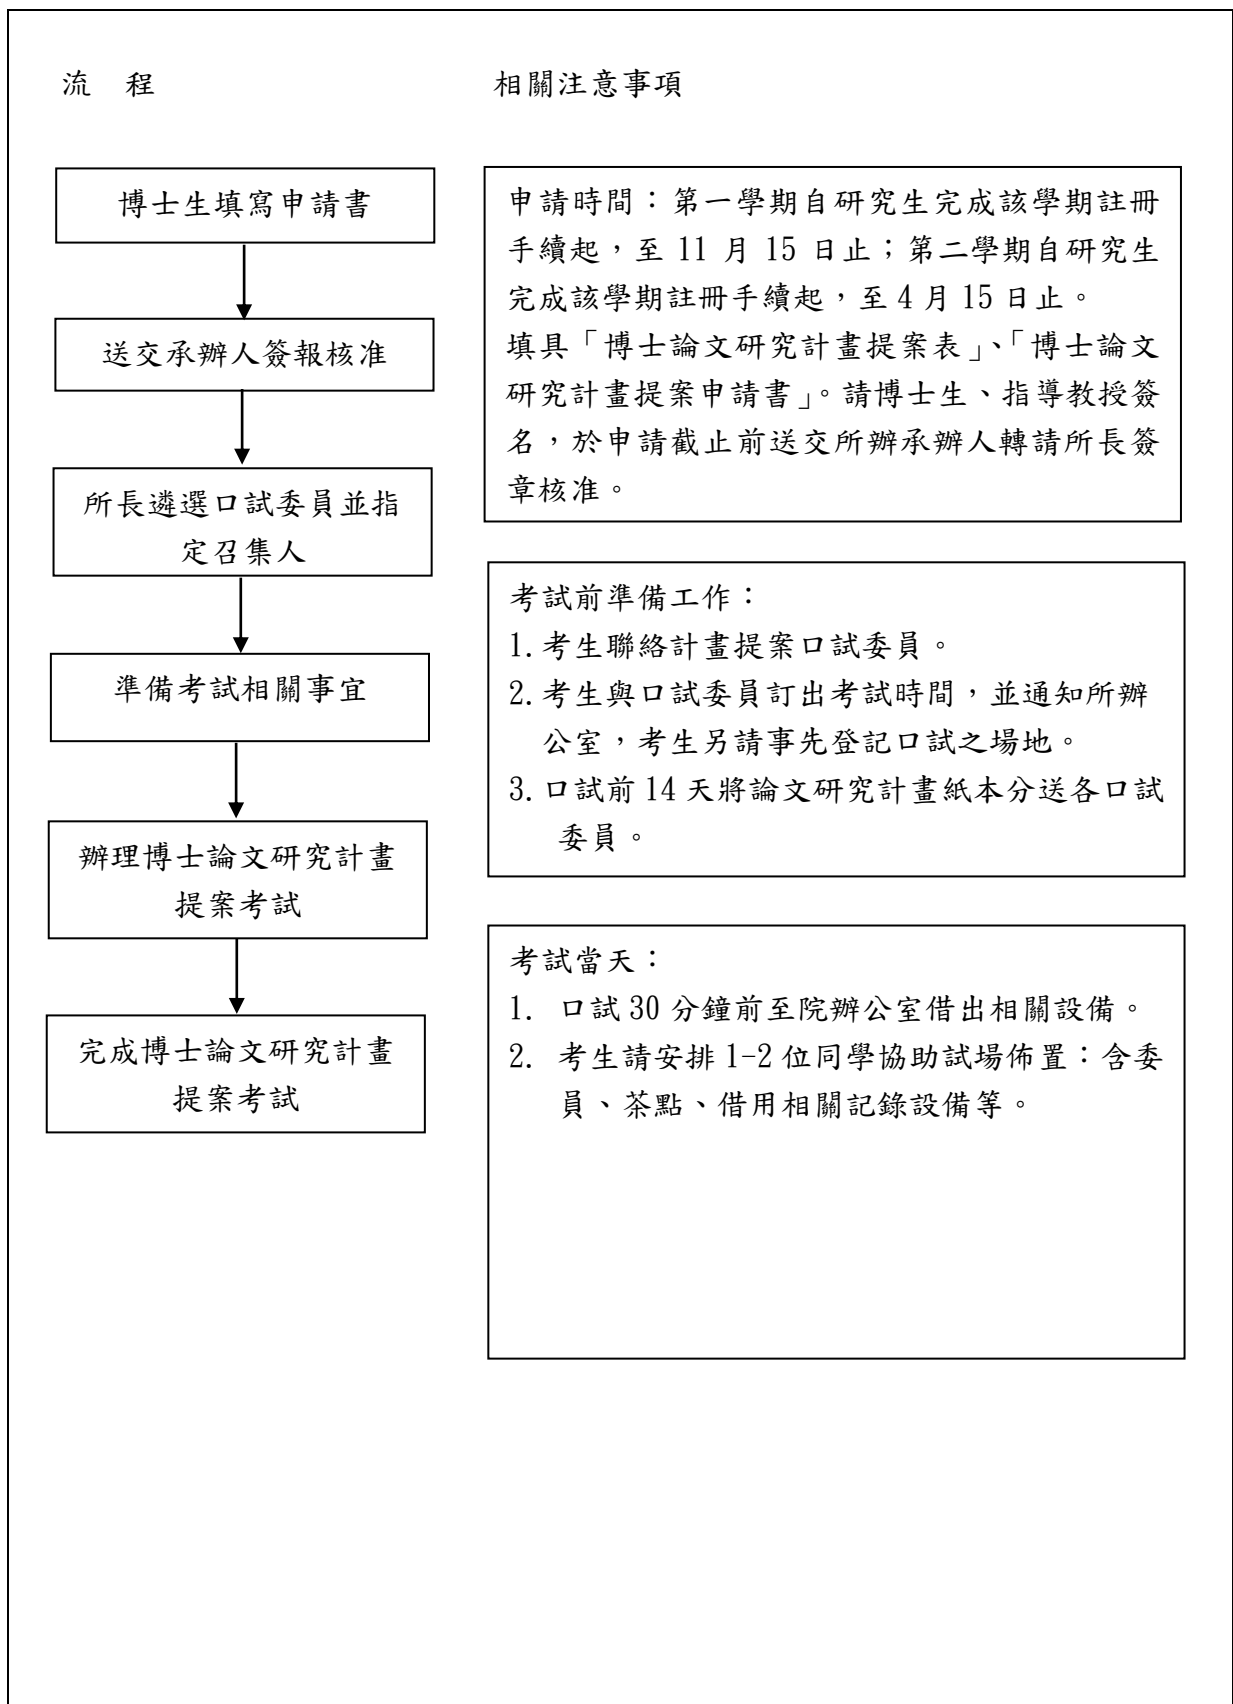 流　程
相關注意事項
博士生填寫申請書
送交承辦人簽報核准
所長遴選口試委員並指
定召集人
準備考試相關事宜
辦理博士論文研究計畫
提案考試
完成博士論文研究計畫
提案考試
申請時間：第一學期自研究生完成該學期註冊
手續起，至 11 月 15 日止；第二學期自研究生
完成該學期註冊手續起，至 4 月 15 日止。
填具「博士論文研究計畫提案表」、「博士論文
研究計畫提案申請書」。請博士生、指導教授簽
名，於申請截止前送交所辦承辦人轉請所長簽
章核准。
考試前準備工作：
1.考生聯絡計畫提案口試委員。
2.考生與口試委員訂出考試時間，並通知所辦
公室，考生另請事先登記口試之場地。
3.口試前 14 天將論文研究計畫紙本分送各口試
委員。
考試當天：
1. 口試 30 分鐘前至院辦公室借出相關設備。
2. 考生請安排 1-2 位同學協助試場佈置：含委
員、茶點、借用相關記錄設備等。